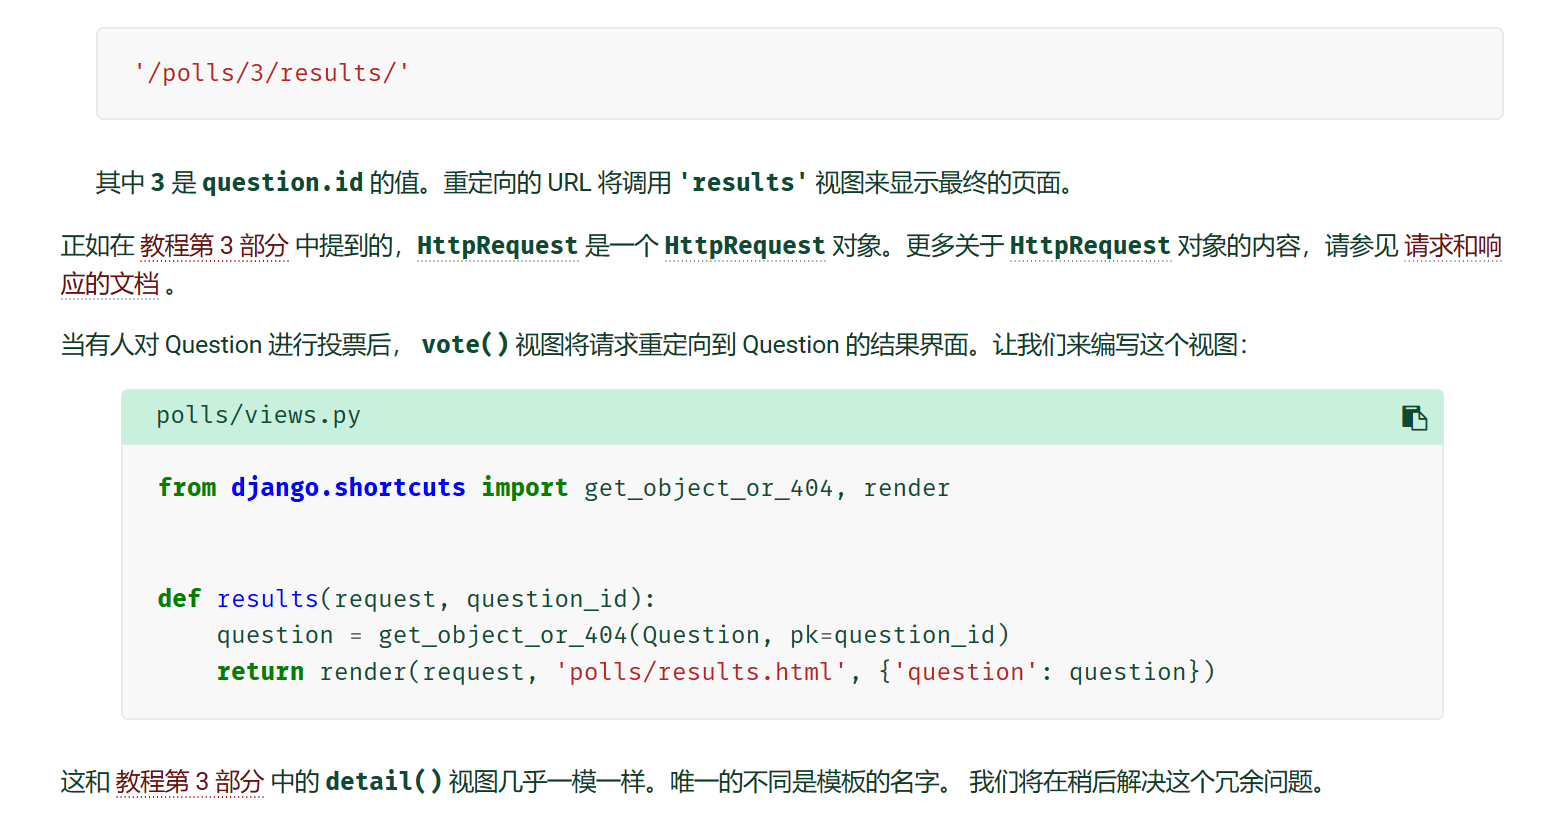 '/polls/3/results/'
其中 3 是 question.id 的值。重定向的 URL 将调用 'results' 视图来显示最终的页面。
正如在 教程第 3 部分 中提到的，HttpRequest 是一个 HttpRequest 对象。更多关于 HttpRequest 对象的内容，请参见 请求和响
应的文档 。
当有人对 Question 进行投票后， vote() 视图将请求重定向到 Question 的结果界面。让我们来编写这个视图：
polls/views.py
from django.shortcuts import get_object_or_404, render
def results(request, question_id):
    question = get_object_or_404(Question, pk=question_id)
    return render(request, 'polls/results.html', {'question': question})
这和 教程第 3 部分 中的 detail() 视图几乎一模一样。唯一的不同是模板的名字。 我们将在稍后解决这个冗余问题。